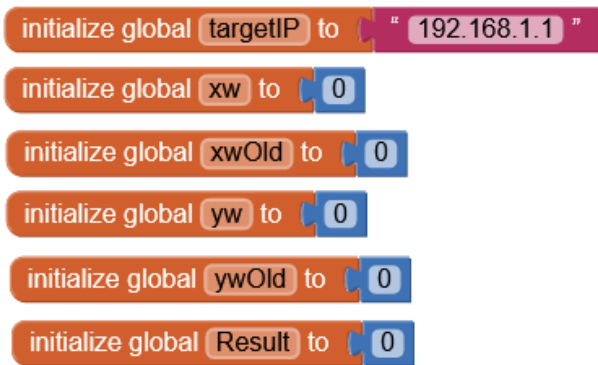 initialize global targetIP to " 192.168.1.1 "
initialize global xw to 0
initialize global xwOld to 0
initialize global yw to 0
initialize global ywOld to 0
initialize global Result to 0